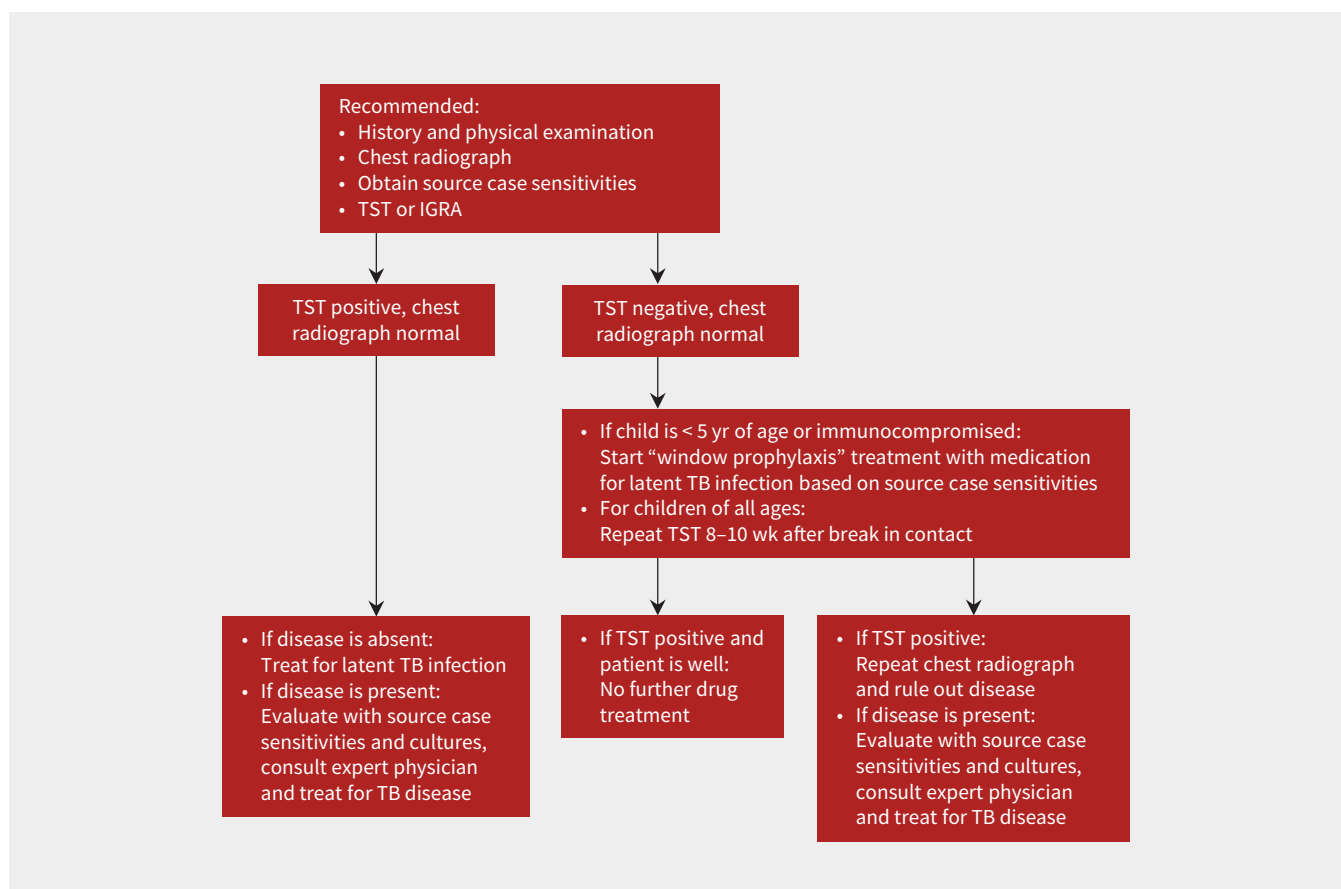 Recommended:
• History and physical examination
• Chest radiograph
• Obtain source case sensitivities
• TST or IGRA
TST positive, chest
radiograph normal
TST negative, chest
radiograph normal
• If child is < 5 yr of age or immunocompromised:
Start “window prophylaxis” treatment with medication
for latent TB infection based on source case sensitivities
• For children of all ages:
Repeat TST 8–10 wk after break in contact
• If disease is absent:
Treat for latent TB infection
• If disease is present:
Evaluate with source case
sensitivities and cultures,
consult expert physician
and treat for TB disease
• If TST positive and
patient is well:
No further drug
treatment
• If TST positive:
Repeat chest radiograph
and rule out disease
• If disease is present:
Evaluate with source case
sensitivities and cultures,
consult expert physician
and treat for TB disease